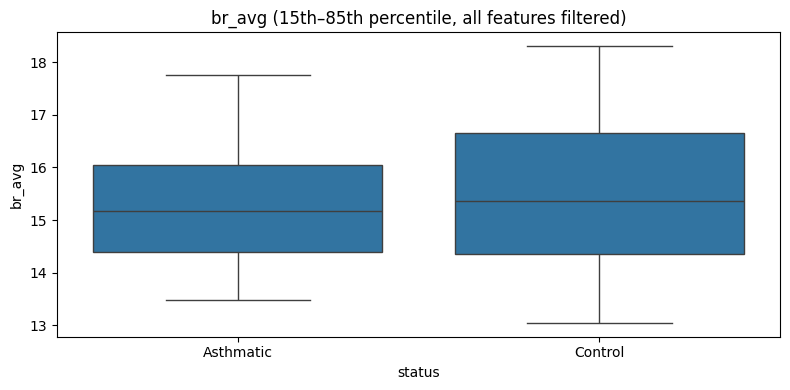 br_avg (15th–85th percentile, all features filtered)
18
17
16
15
14
13
br_avg
Asthmatic
Control
status